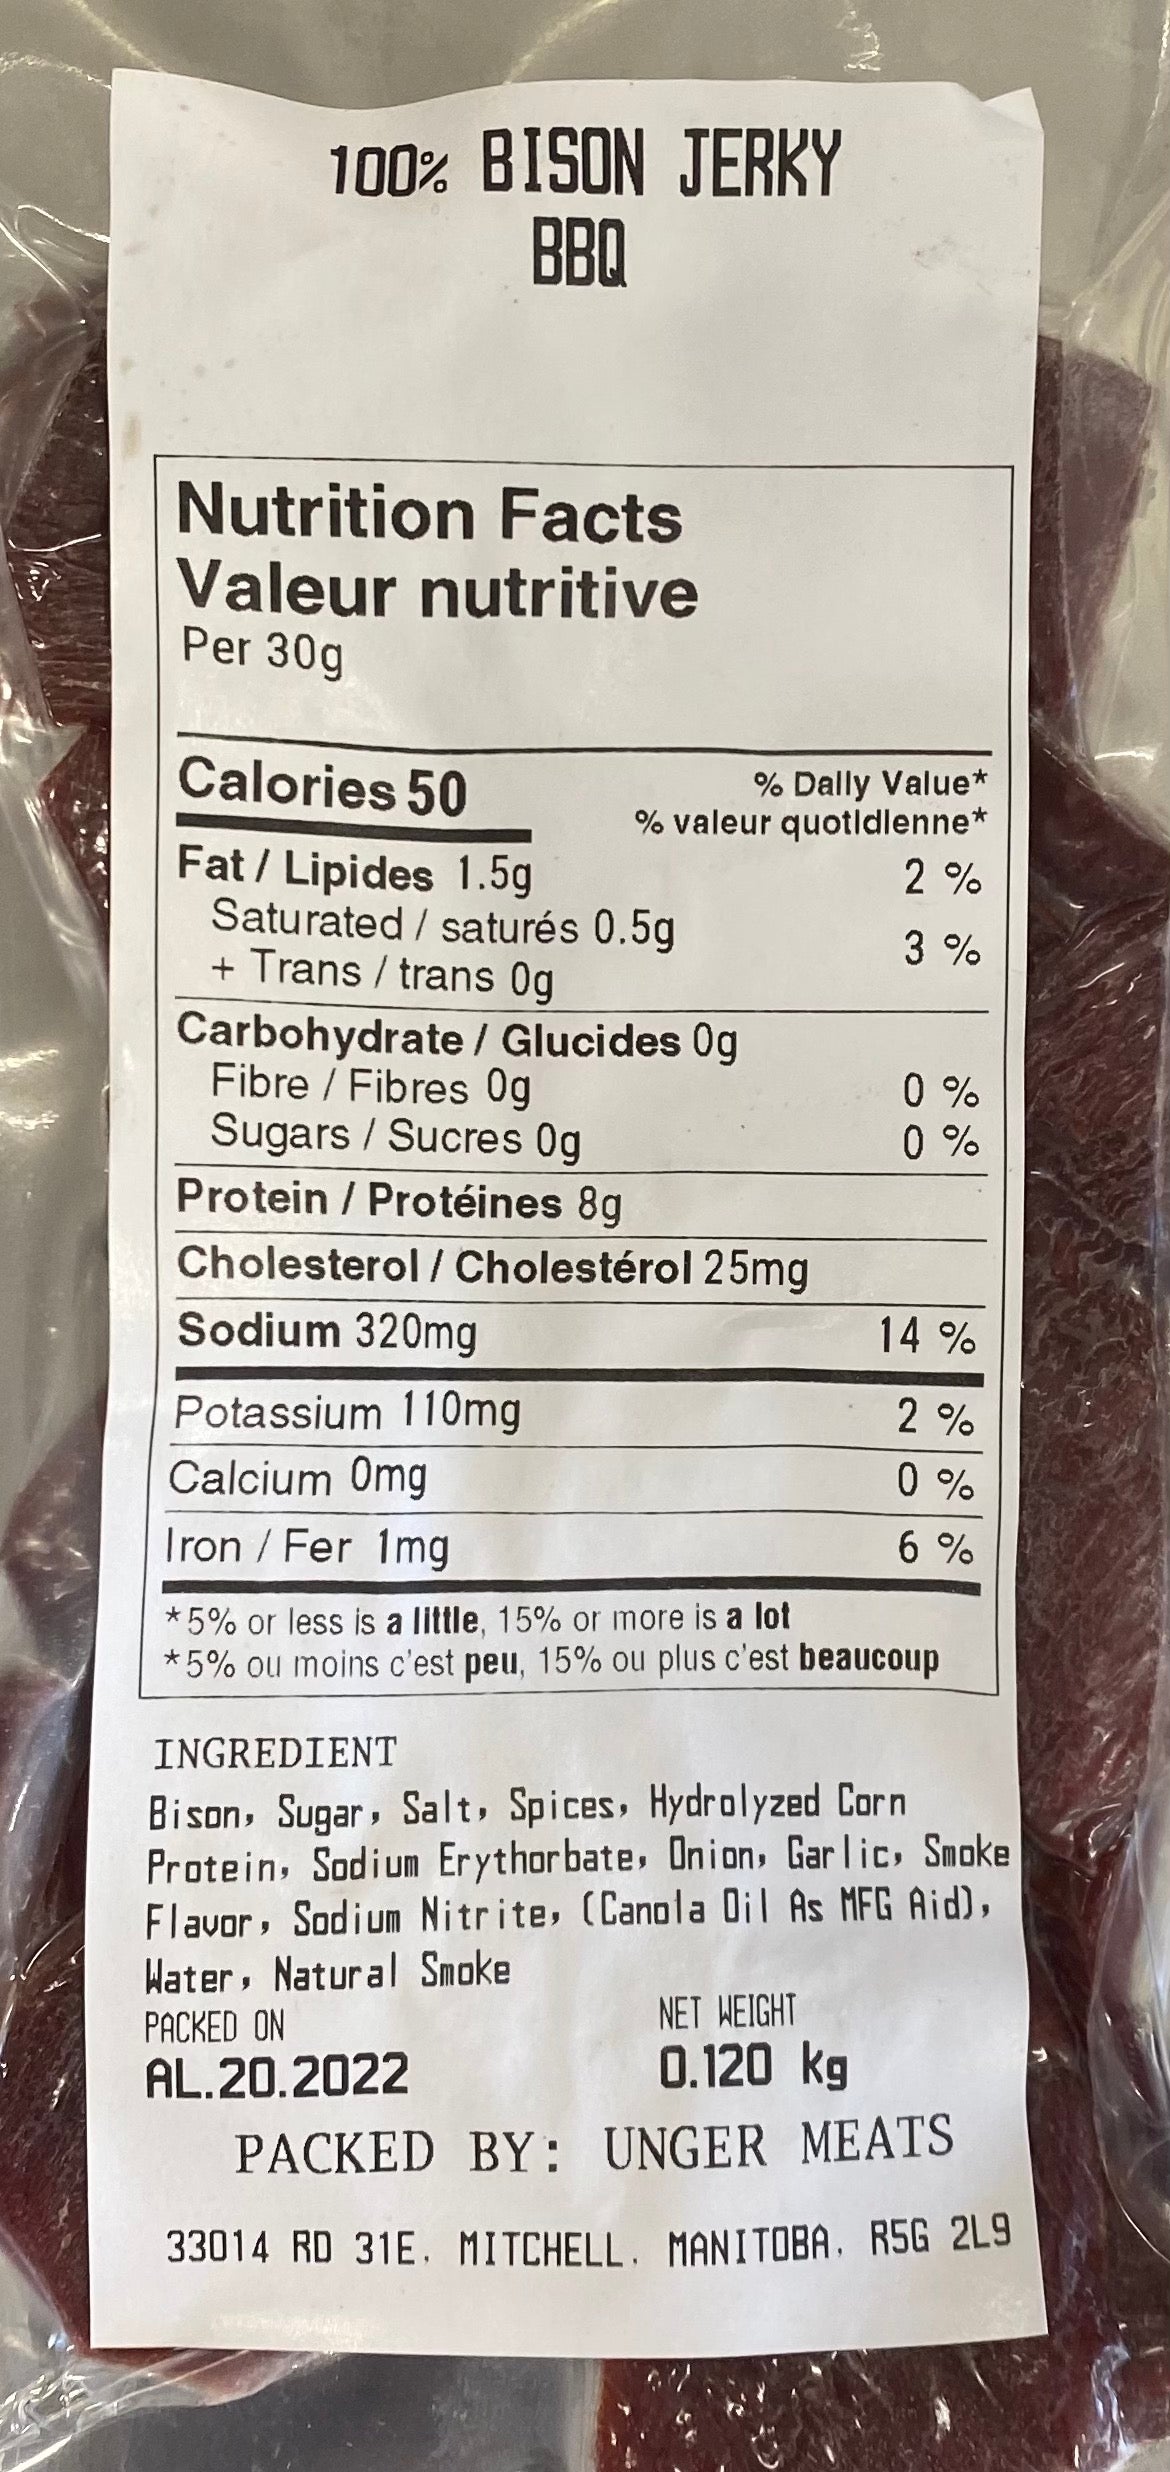 100% BISON JERKY
BBQ
Nutrition Facts
Valeur nutritive
Per 30g
Calories 50
% Dally Value*
% valeur quotidienne*
Fat / Lipides 1.5g 2 %
Saturated / saturés 0.5g
+ Trans / trans 0g 3 %
Carbohydrate / Glucides 0g
Fibre / Fibres 0g 0 %
Sugars / Sucres 0g 0 %
Protein / Protéines 8g
Cholesterol / Cholestérol 25mg
Sodium 320mg 14 %
Potassium 110mg 2 %
Calcium 0mg 0 %
Iron / Fer 1mg 6 %
*5% or less is a little, 15% or more is a lot
*5% ou moins c'est peu, 15% ou plus c'est beaucoup
INGREDIENT
Bison, Sugar, Salt, Spices, Hydrolyzed Corn
Protein, Sodium Erythorbate, Onion, Garlic, Smoke
Flavor, Sodium Nitrite, (Canola Oil As MFG Aid),
Water, Natural Smoke
PACKED ON
AL.20.2022
NET WEIGHT
0.120 kg
PACKED BY: UNGER MEATS
33014 RD 31E. MITCHELL. MANITOBA. R5G 2L9